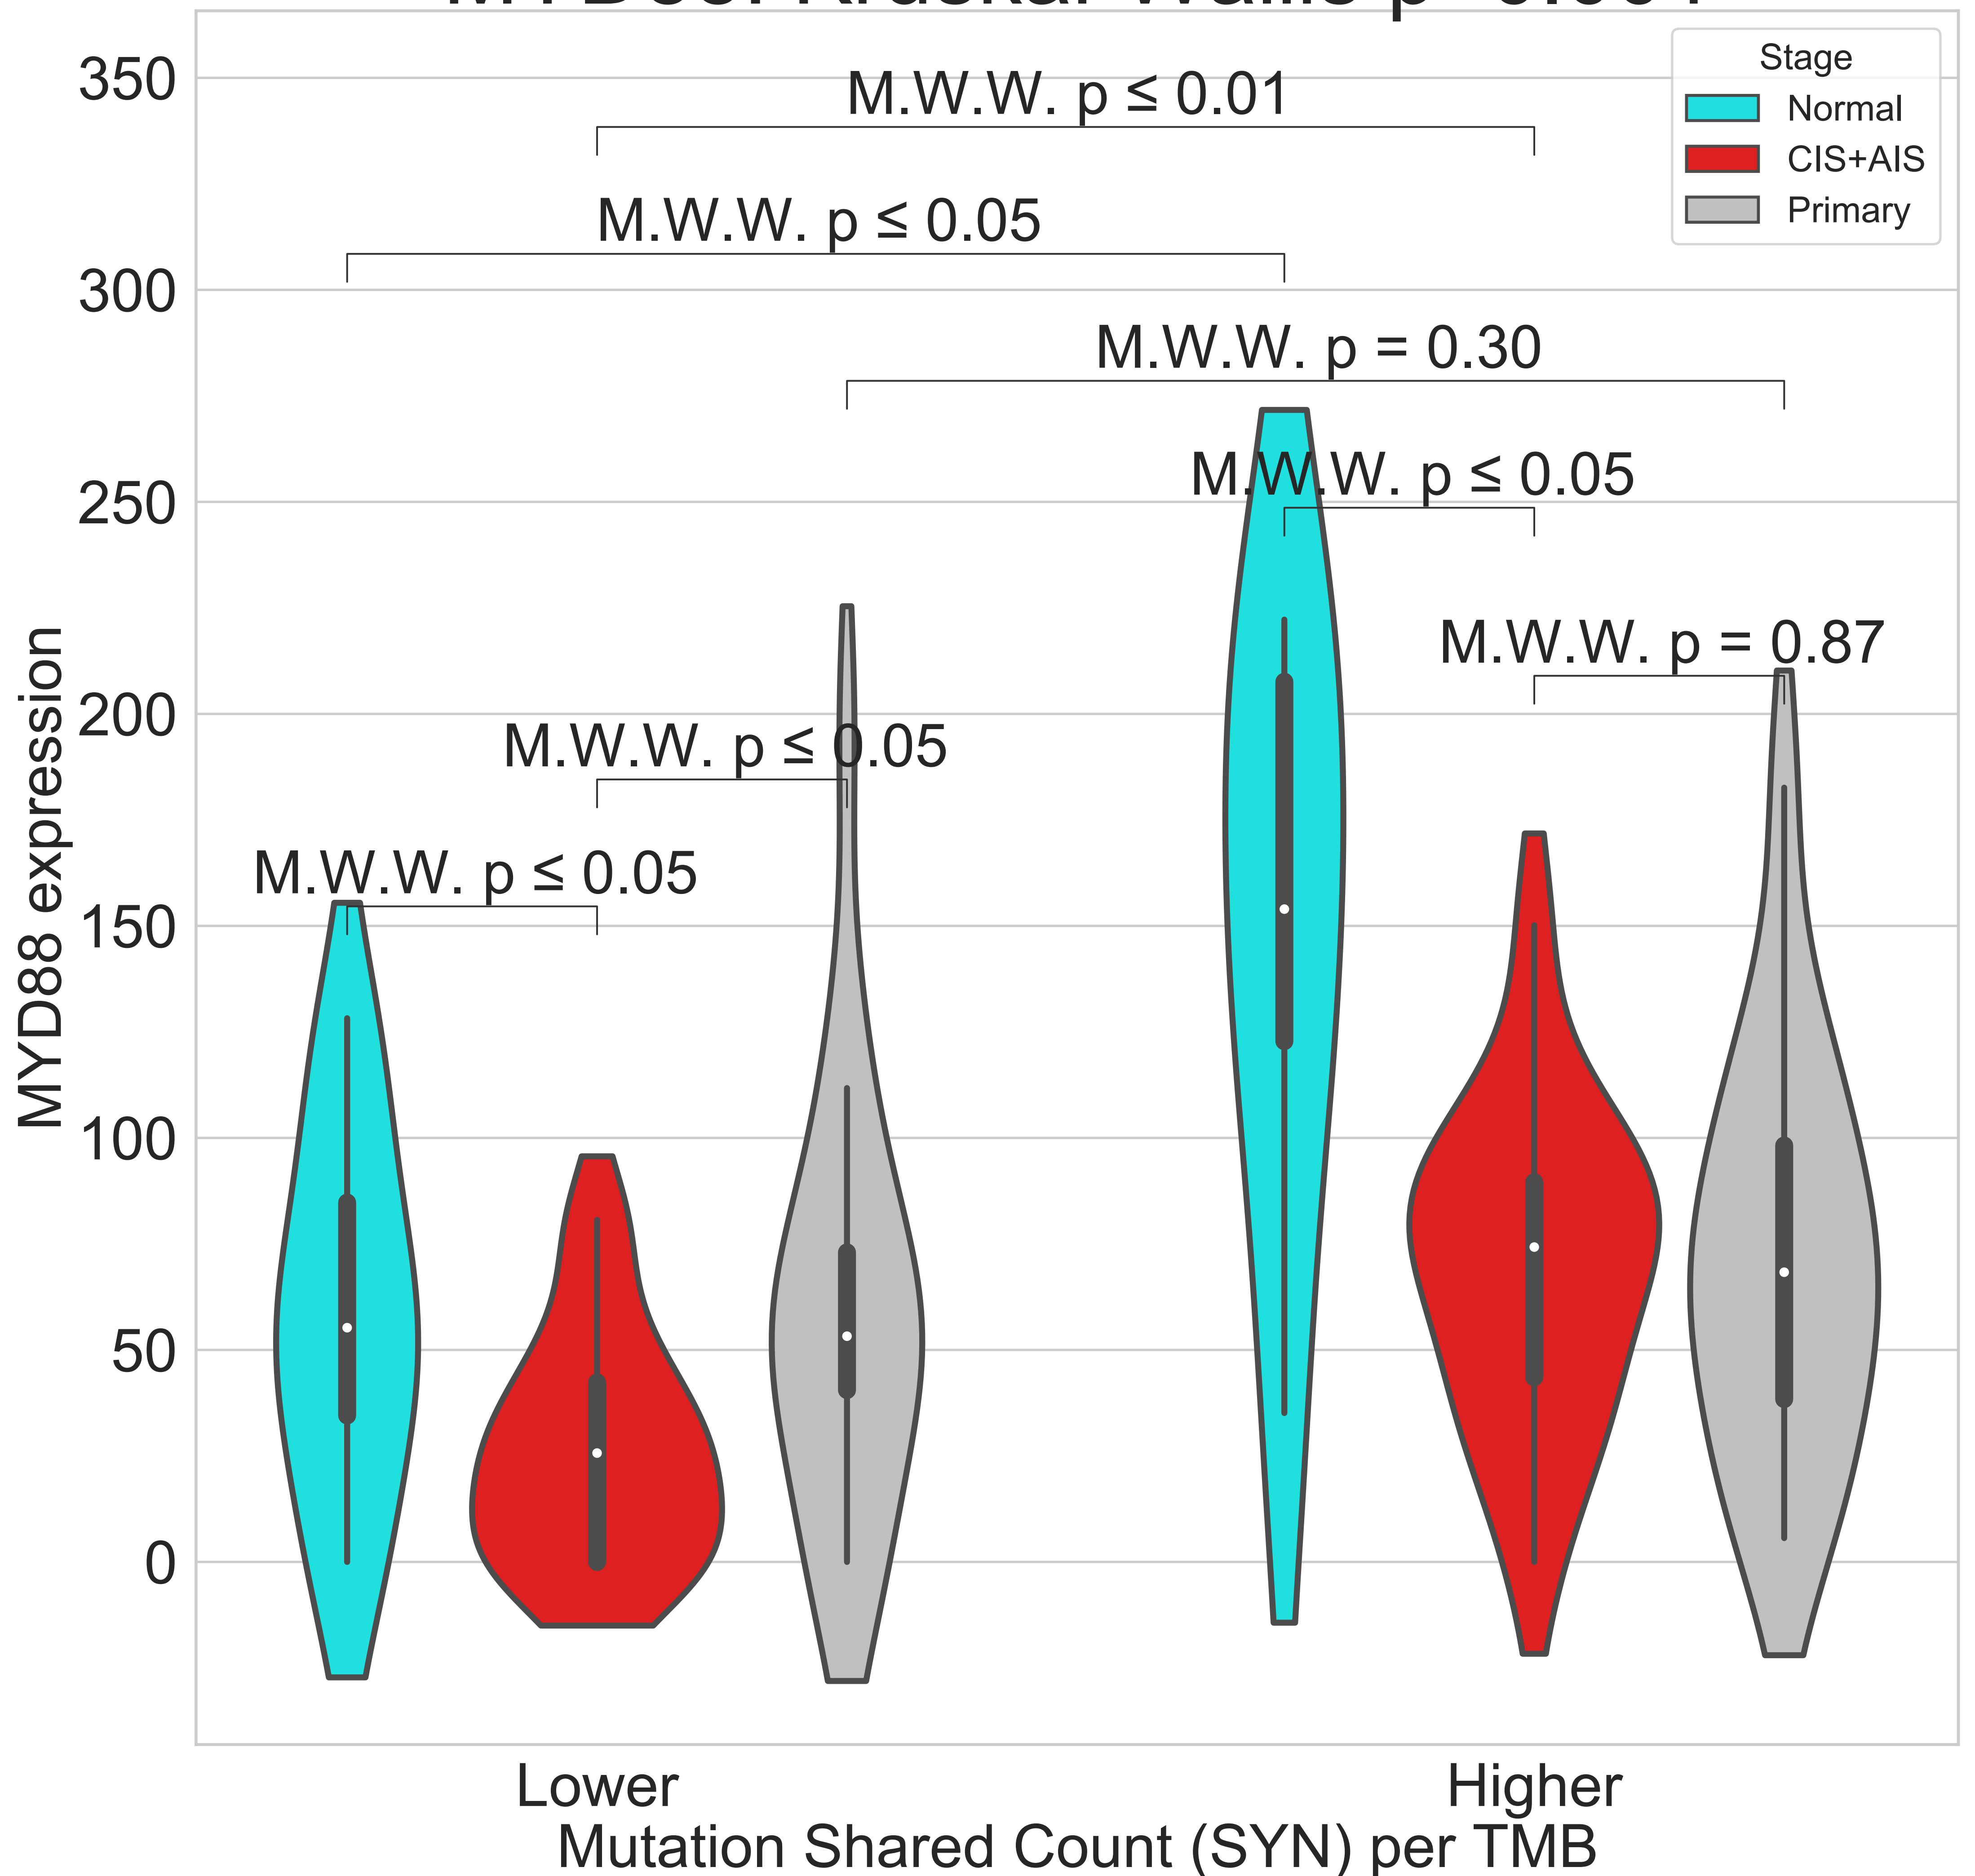 350
300
250
200
150
100
50
0
MYD88 expression
M.W.W. p ≤ 0.01
M.W.W. p ≤ 0.05
M.W.W. p = 0.30
M.W.W. p ≤ 0.05
M.W.W. p = 0.87
M.W.W. p ≤ 0.05
M.W.W. p ≤ 0.05
Stage
Normal
CIS+AIS
Primary
Lower
Higher
Mutation Shared Count (SYN) per TMB